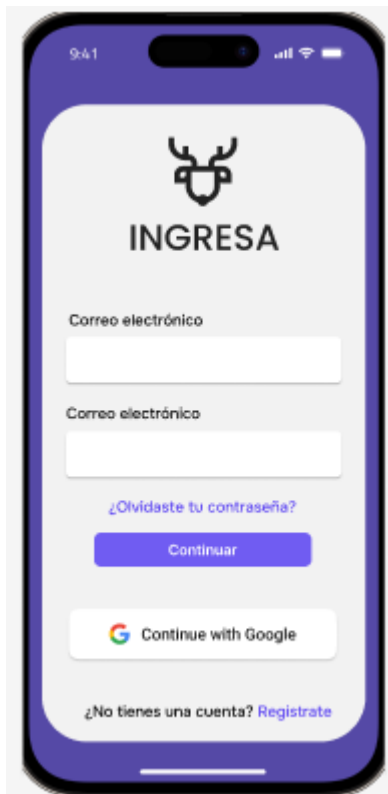 9:41
INGRESA
Correo electrónico
Correo electrónico
¿Olvidaste tu contraseña?
Continuar
Continue with Google
¿No tienes una cuenta? Registrate